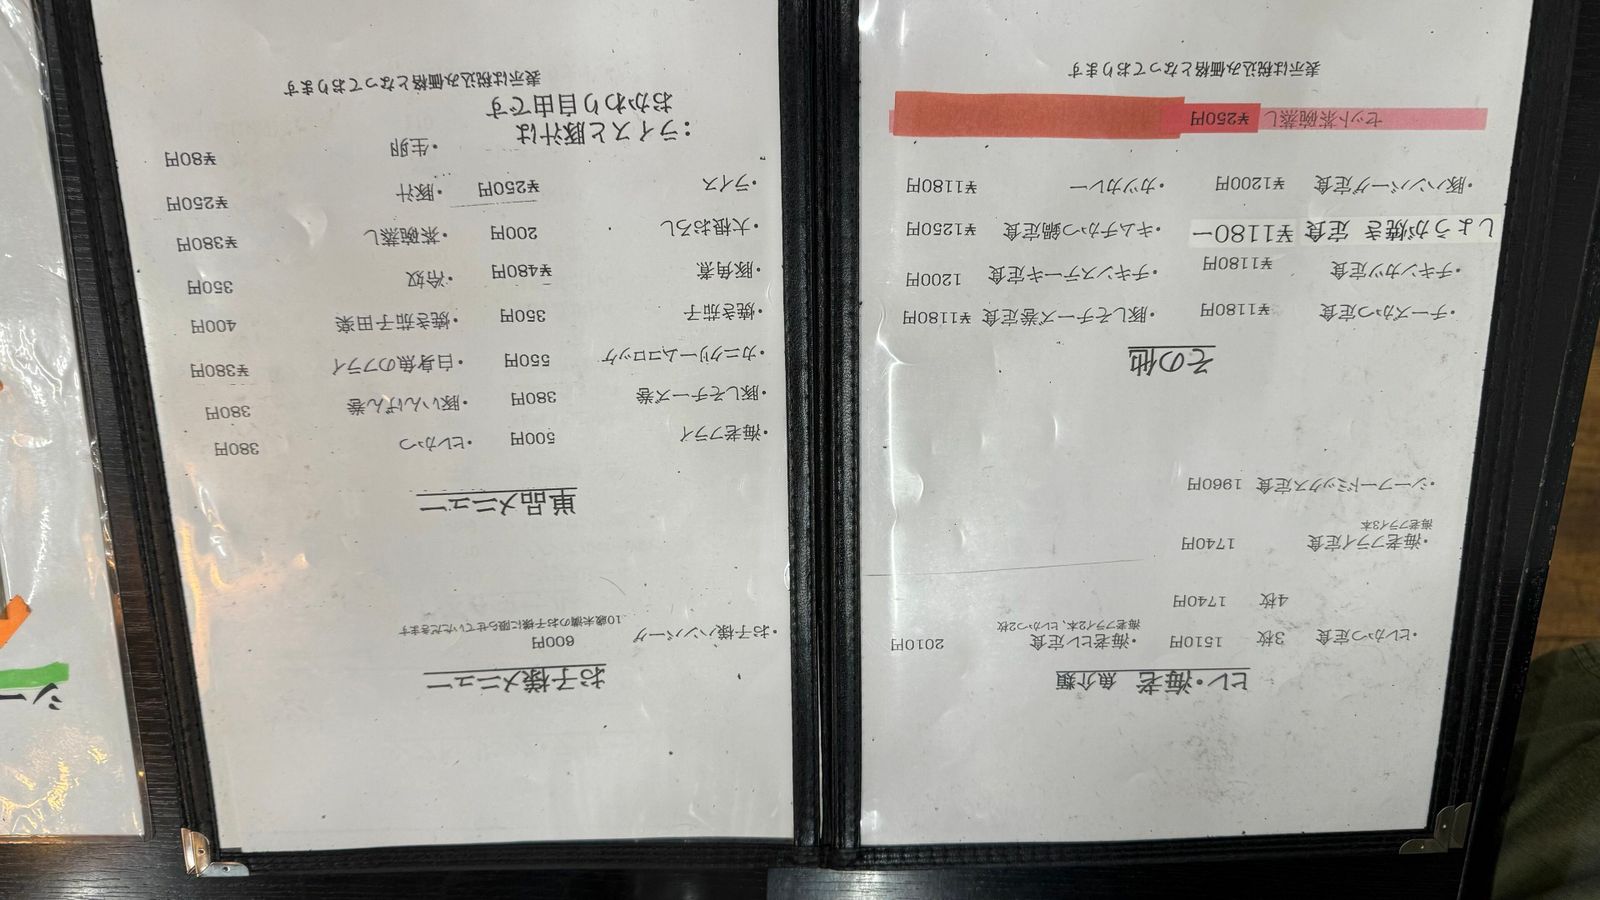 ヒレ・海老 魚介類
・ヒレかつ定食 3枚 1510円 ・海老ヒレ定食 2010円
海老フライ2本、ヒレかつ2枚
4枚 1740円
・海老フライ定食 1740円
海老フライ3本
・シーフードミックス定食 1960円
その他
・チーズかつ定食 ¥1180円 ・豚しそチーズ巻定食 ¥1180円
・チキンカツ定食 ¥1180円 ・チキンステーキ定食 1200円
しょうが焼き 定食 ¥1180ー ・キムチかつ鍋定食 ¥1250円
・豚ハンバーグ定食 ¥1200円 ・カツカレー ¥1180円
セット茶碗蒸し ¥250円
表示は税込み価格となっております
お子様メニュー
・お子様ハンバーグ 600円
10歳未満のお子様に限らせていただきます
単品メニュー
・海老フライ 500円 ・ヒレかつ 380円
・豚しそチーズ巻 380円 ・豚いんげん巻 380円
・カニクリームコロッケ 550円 ・白身魚のフライ ¥380円
・焼き茄子 350円 ・焼き茄子田楽 400円
・豚角煮 ¥480円 ・冷奴 350円
・大根おろし 200円 ・茶碗蒸し ¥380円
・ライス ¥250円 ・豚汁 ¥250円
・生卵 ¥80円
：ライスと豚汁は
おかわり自由です
表示は税込み価格となっております
シー